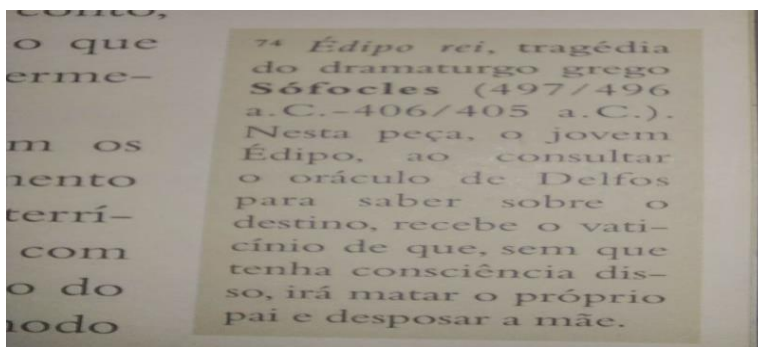 conto,
o que
erme-
m os
nento
terrí-
com
o do
nodo
74 Édipo rei, tragédia
do dramaturgo grego
Sófocles (497/496
a.C.-406/405 a.C.).
Nesta peça, o jovem
Édipo, ao consultar
o oráculo de Delfos
para saber sobre o
destino, recebe o vati-
cínio de que, sem que
tenha consciência dis-
so, irá matar o próprio
pai e desposar a mãe.